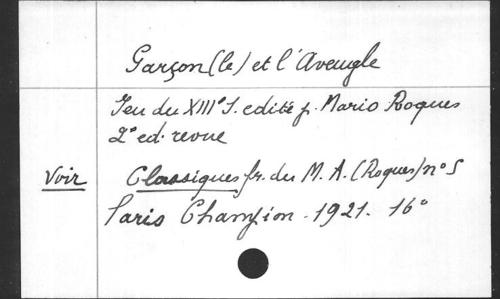 Garçon (le) et l'Aveugle
Jeu du XIII° S. edité p. Mario Roques
2° ed. revue
Voir Classiques fr. du M. A. (Roques) n° 5
Paris Champion - 1921. 16°